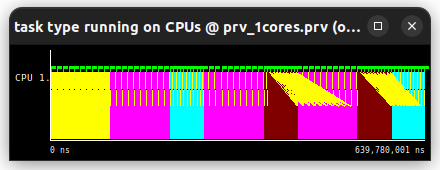 task type running on CPUs @ prv_1cores.prv (o...
CPU 1.
0 ns
639,780,001 ns